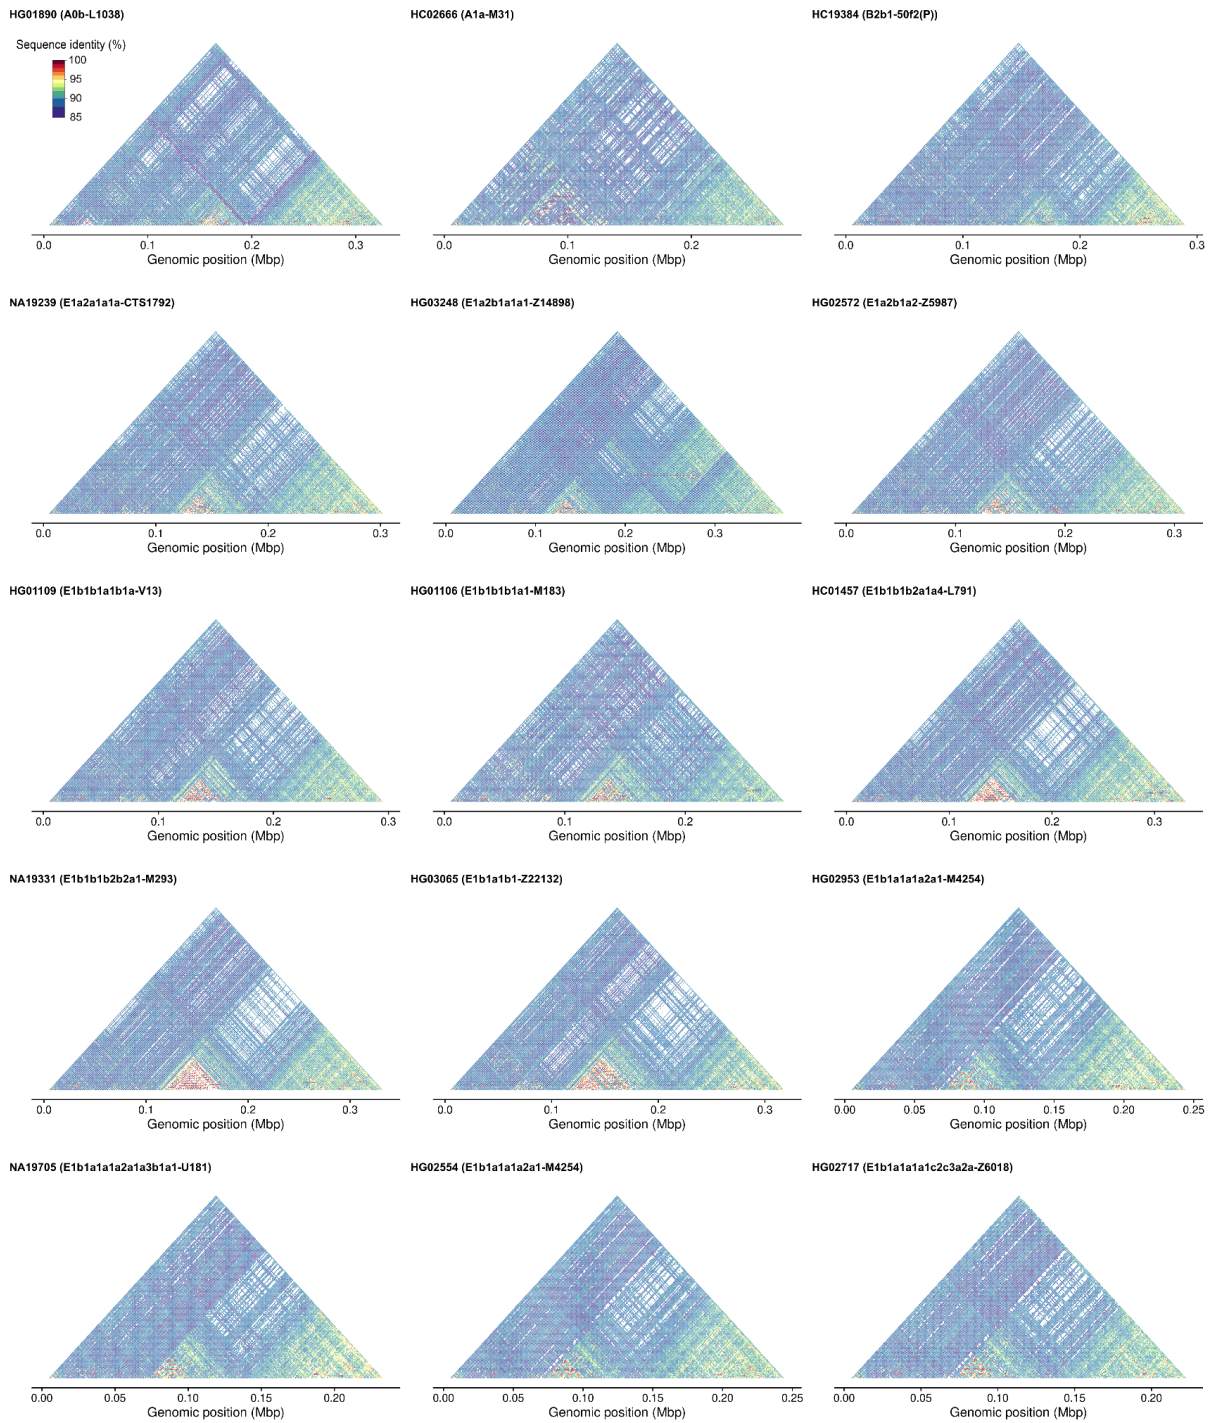 HG01890 (A0b-L1038)
HC02666 (A1a-M31)
HC19384 (B2b1-50f2(P))
Sequence identity (%)
100
95
90
85
0.0 0.1 0.2 0.3
Genomic position (Mbp)
0.0 0.1 0.2
Genomic position (Mbp)
0.0 0.1 0.2 0.3
Genomic position (Mbp)
NA19239 (E1a2a1a1a-CTS1792)
HG03248 (E1a2b1a1a1-Z14898)
HG02572 (E1a2b1a2-Z5987)
0.0 0.1 0.2 0.3
Genomic position (Mbp)
0.0 0.1 0.2 0.3
Genomic position (Mbp)
0.0 0.1 0.2 0.3
Genomic position (Mbp)
HG01109 (E1b1b1a1b1a-V13)
HG01106 (E1b1b1b1a1-M183)
HC01457 (E1b1b1b2a1a4-L791)
0.0 0.1 0.2 0.3
Genomic position (Mbp)
0.0 0.1 0.2
Genomic position (Mbp)
0.0 0.1 0.2 0.3
Genomic position (Mbp)
NA19331 (E1b1b1b2b2a1-M293)
HG03065 (E1b1a1b1-Z22132)
HG02953 (E1b1a1a1a2a1-M4254)
0.0 0.1 0.2 0.3
Genomic position (Mbp)
0.0 0.1 0.2 0.3
Genomic position (Mbp)
0.00 0.05 0.10 0.15 0.20 0.25
Genomic position (Mbp)
NA19705 (E1b1a1a1a2a1a3b1a1-U181)
HG02554 (E1b1a1a1a2a1-M4254)
HG02717 (E1b1a1a1a1c2c3a2a-Z6018)
0.00 0.05 0.10 0.15 0.20
Genomic position (Mbp)
0.00 0.05 0.10 0.15 0.20 0.25
Genomic position (Mbp)
0.00 0.05 0.10 0.15 0.20
Genomic position (Mbp)